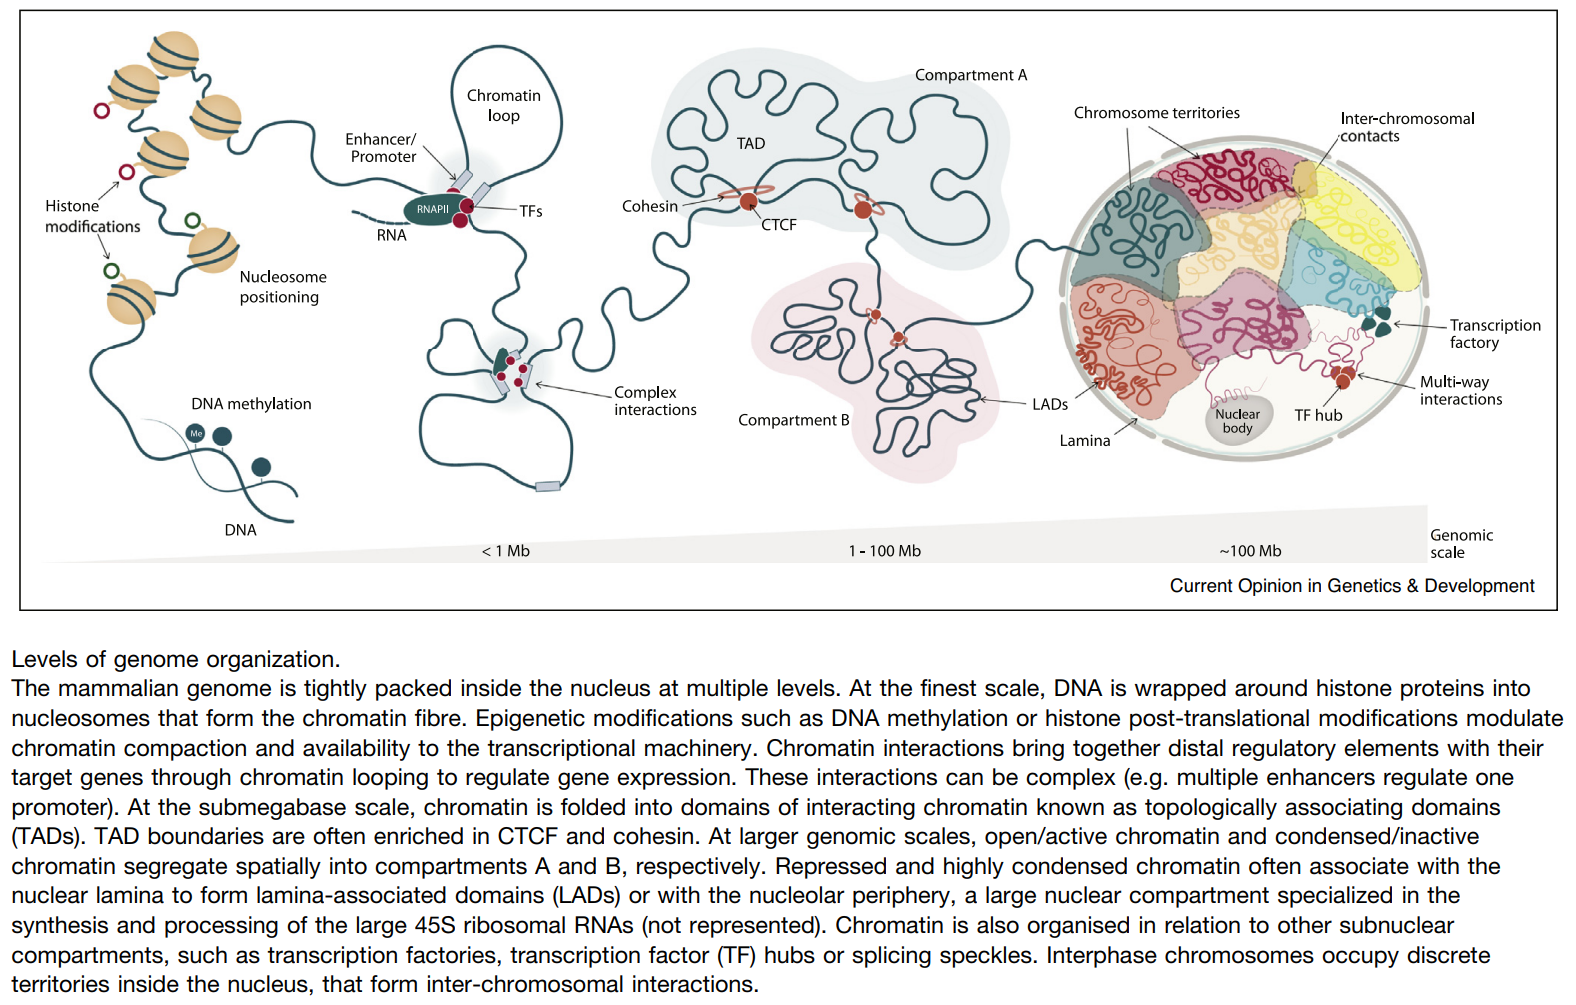 Chromatin
loop
Enhancer/
Promoter
RNAPII
TFs
RNA
Histone
modifications
Nucleosome
positioning
DNA methylation
Me
DNA
Complex
interactions
Compartment A
TAD
Cohesin
CTCF
Compartment B
LADs
Chromosome territories
Inter-chromosomal
contacts
Transcription
factory
Multi-way
interactions
TF hub
Nuclear
body
Lamina
< 1 Mb
1 - 100 Mb
~100 Mb
Genomic
scale
Current Opinion in Genetics & Development
Levels of genome organization.
The mammalian genome is tightly packed inside the nucleus at multiple levels. At the finest scale, DNA is wrapped around histone proteins into
nucleosomes that form the chromatin fibre. Epigenetic modifications such as DNA methylation or histone post-translational modifications modulate
chromatin compaction and availability to the transcriptional machinery. Chromatin interactions bring together distal regulatory elements with their
target genes through chromatin looping to regulate gene expression. These interactions can be complex (e.g. multiple enhancers regulate one
promoter). At the submegabase scale, chromatin is folded into domains of interacting chromatin known as topologically associating domains
(TADs). TAD boundaries are often enriched in CTCF and cohesin. At larger genomic scales, open/active chromatin and condensed/inactive
chromatin segregate spatially into compartments A and B, respectively. Repressed and highly condensed chromatin often associate with the
nuclear lamina to form lamina-associated domains (LADs) or with the nucleolar periphery, a large nuclear compartment specialized in the
synthesis and processing of the large 45S ribosomal RNAs (not represented). Chromatin is also organised in relation to other subnuclear
compartments, such as transcription factories, transcription factor (TF) hubs or splicing speckles. Interphase chromosomes occupy discrete
territories inside the nucleus, that form inter-chromosomal interactions.